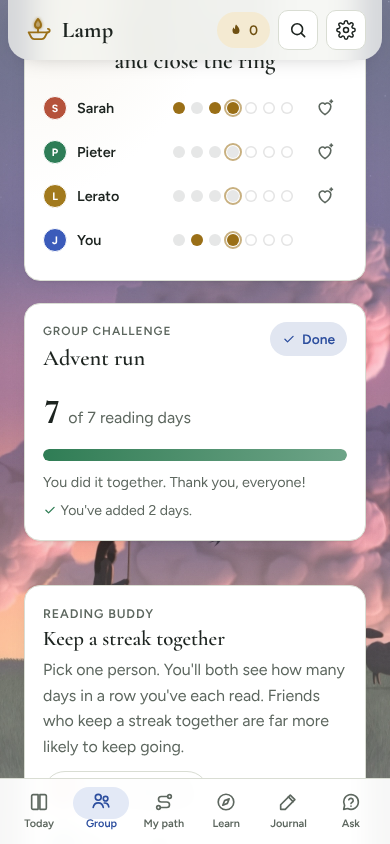 Lamp
0
and close the ring
S Sarah
P Pieter
L Lerato
J You
GROUP CHALLENGE
Done
Advent run
7 of 7 reading days
You did it together. Thank you, everyone!
You've added 2 days.
READING BUDDY
Keep a streak together
Pick one person. You'll both see how many
days in a row you've each read. Friends
who keep a streak together are far more
likely to keep going.
Today
Group
My path
Learn
Journal
Ask